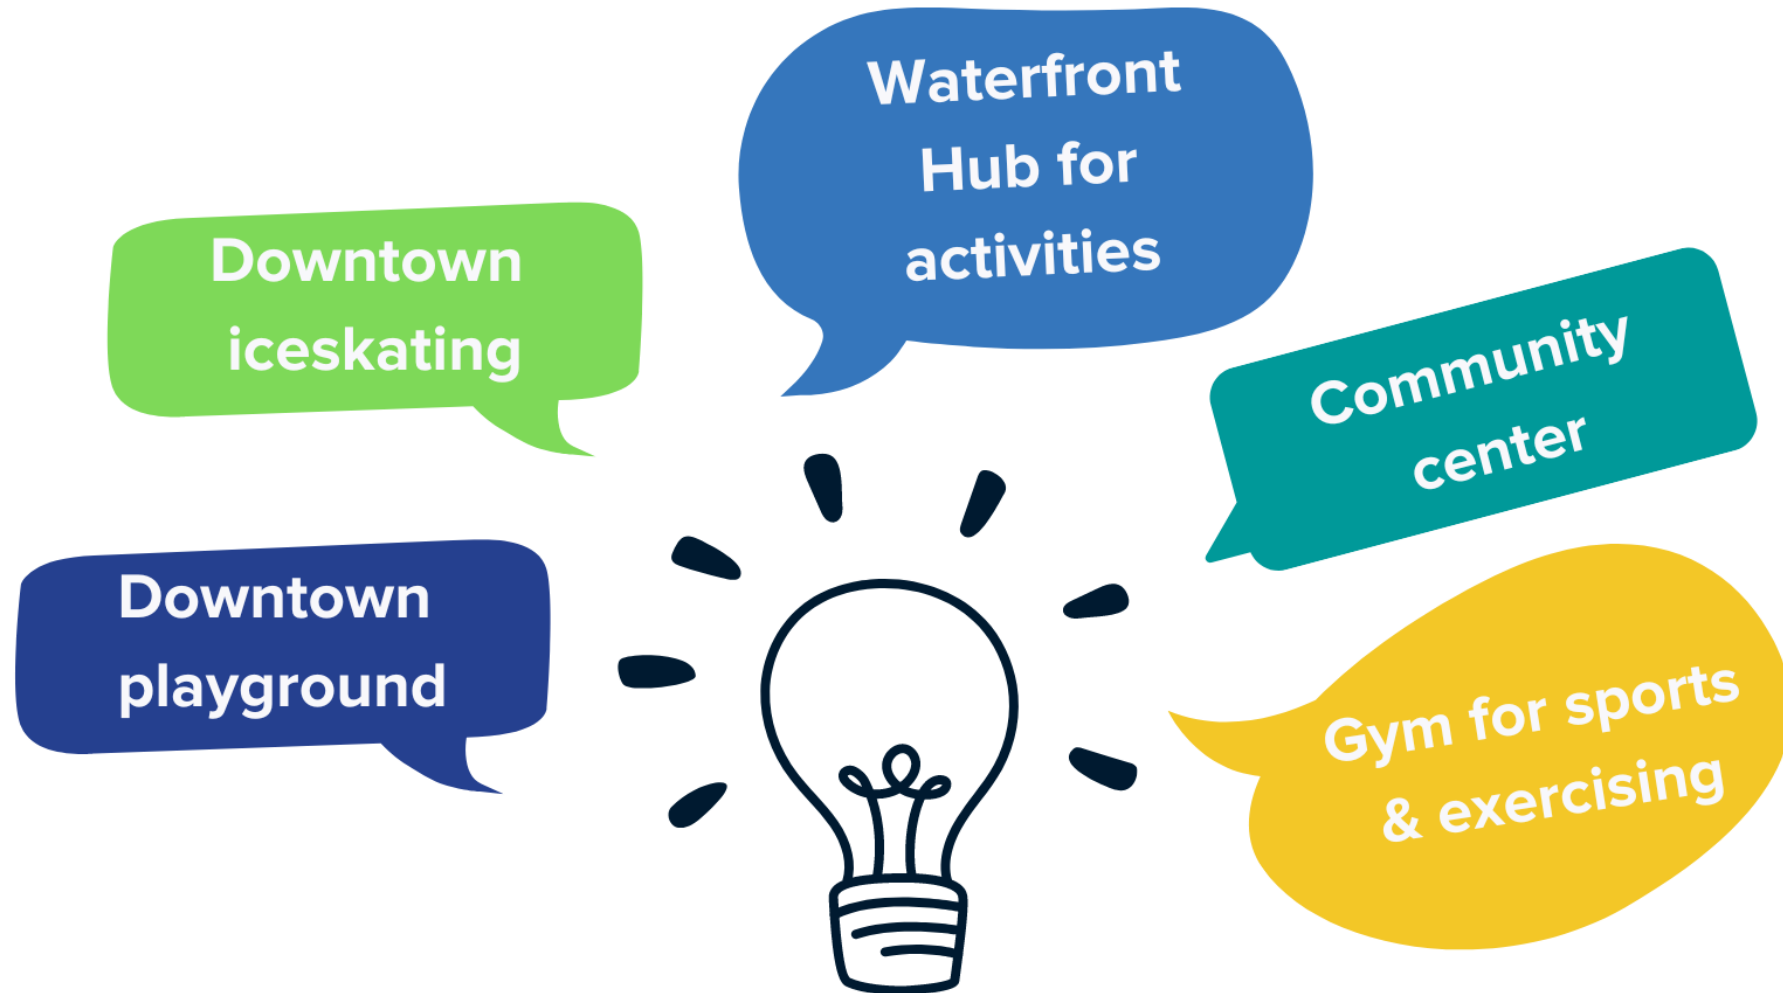 Waterfront
Hub for
activities
Downtown
iceskating
Community
center
Downtown
playground
Gym for sports
& exercising